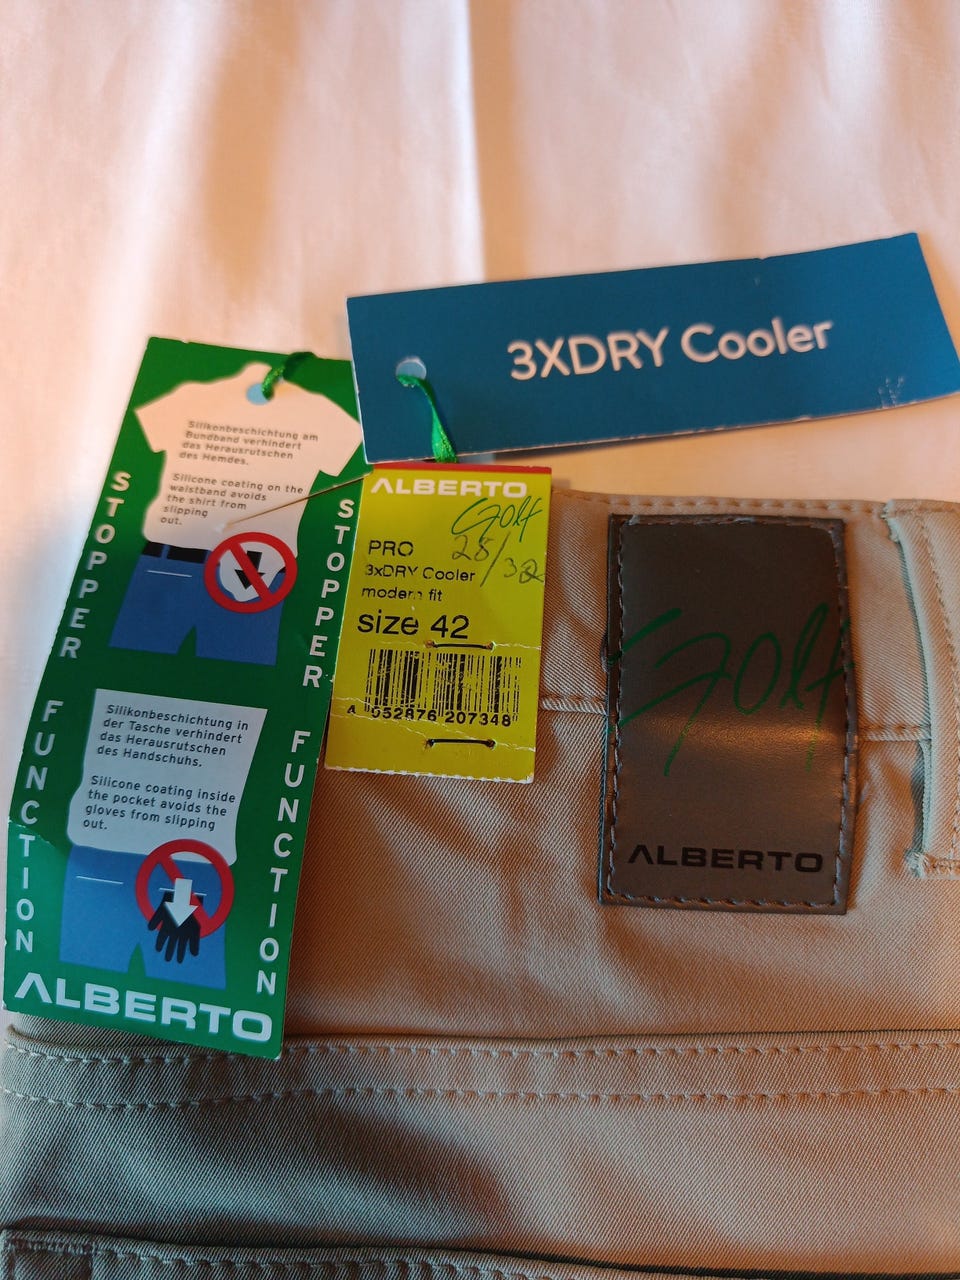 3XDRY Cooler
Silikonbeschichtung am
Bundband verhindert
das Herausrutschen
des Hemdes.
Silicone coating on the
waistband avoids
the shirt from
slipping
out.
STOPPER FUNCTION
STOPPER FUNCTION
Silikonbeschichtung in
der Tasche verhindert
das Herausrutschen
des Handschuhs.
Silicone coating inside
the pocket avoids the
gloves from slipping
out.
ALBERTO
ALBERTO
Golf
PRO
3xDRY Cooler
modern fit
size 42
207348
Golf
ALBERTO